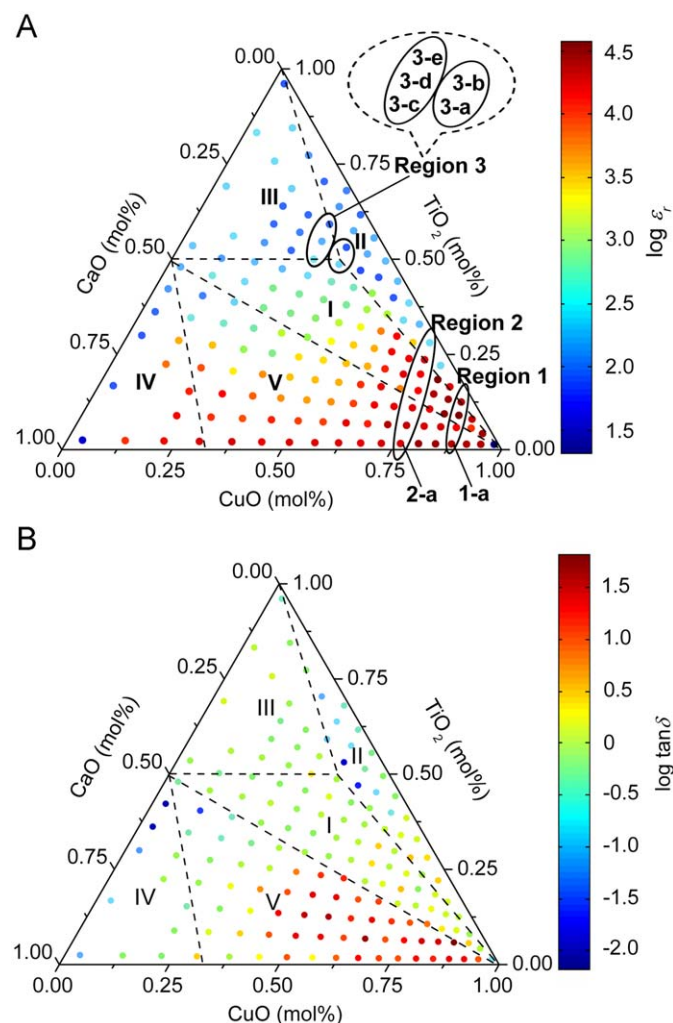 A
0.00
1.00
3-e
3-d
3-b
3-c
3-a
4.5
0.25
0.75
Region 3
4.0
CaO (mol%)
III
TiO2 (mol%)
3.5
0.50
II
0.50
3.0
log εr
I
Region 2
0.75
0.25
2.5
Region 1
IV
V
2.0
1.00
0.00
1.5
0.00
0.25
0.50
0.75
1.00
CuO (mol%)
2-a
1-a
B
0.00
1.00
1.5
0.25
0.75
1.0
CaO (mol%)
III
TiO2 (mol%)
0.5
0.50
II
0.50
0.0
log tanδ
I
-0.5
0.75
0.25
-1.0
IV
V
-1.5
1.00
0.00
-2.0
0.00
0.25
0.50
0.75
1.00
CuO (mol%)